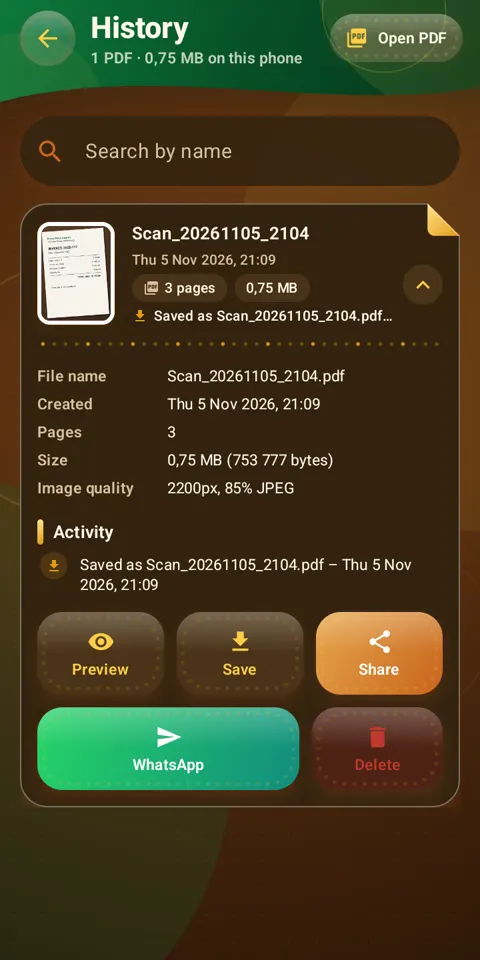 History
1 PDF · 0,75 MB on this phone
Open PDF
Search by name
Scan_20261105_2104
Thu 5 Nov 2026, 21:09
3 pages
0,75 MB
Saved as Scan_20261105_2104.pdf…
File name Scan_20261105_2104.pdf
Created Thu 5 Nov 2026, 21:09
Pages 3
Size 0,75 MB (753 777 bytes)
Image quality 2200px, 85% JPEG
Activity
Saved as Scan_20261105_2104.pdf – Thu 5 Nov
2026, 21:09
Preview
Save
Share
WhatsApp
Delete